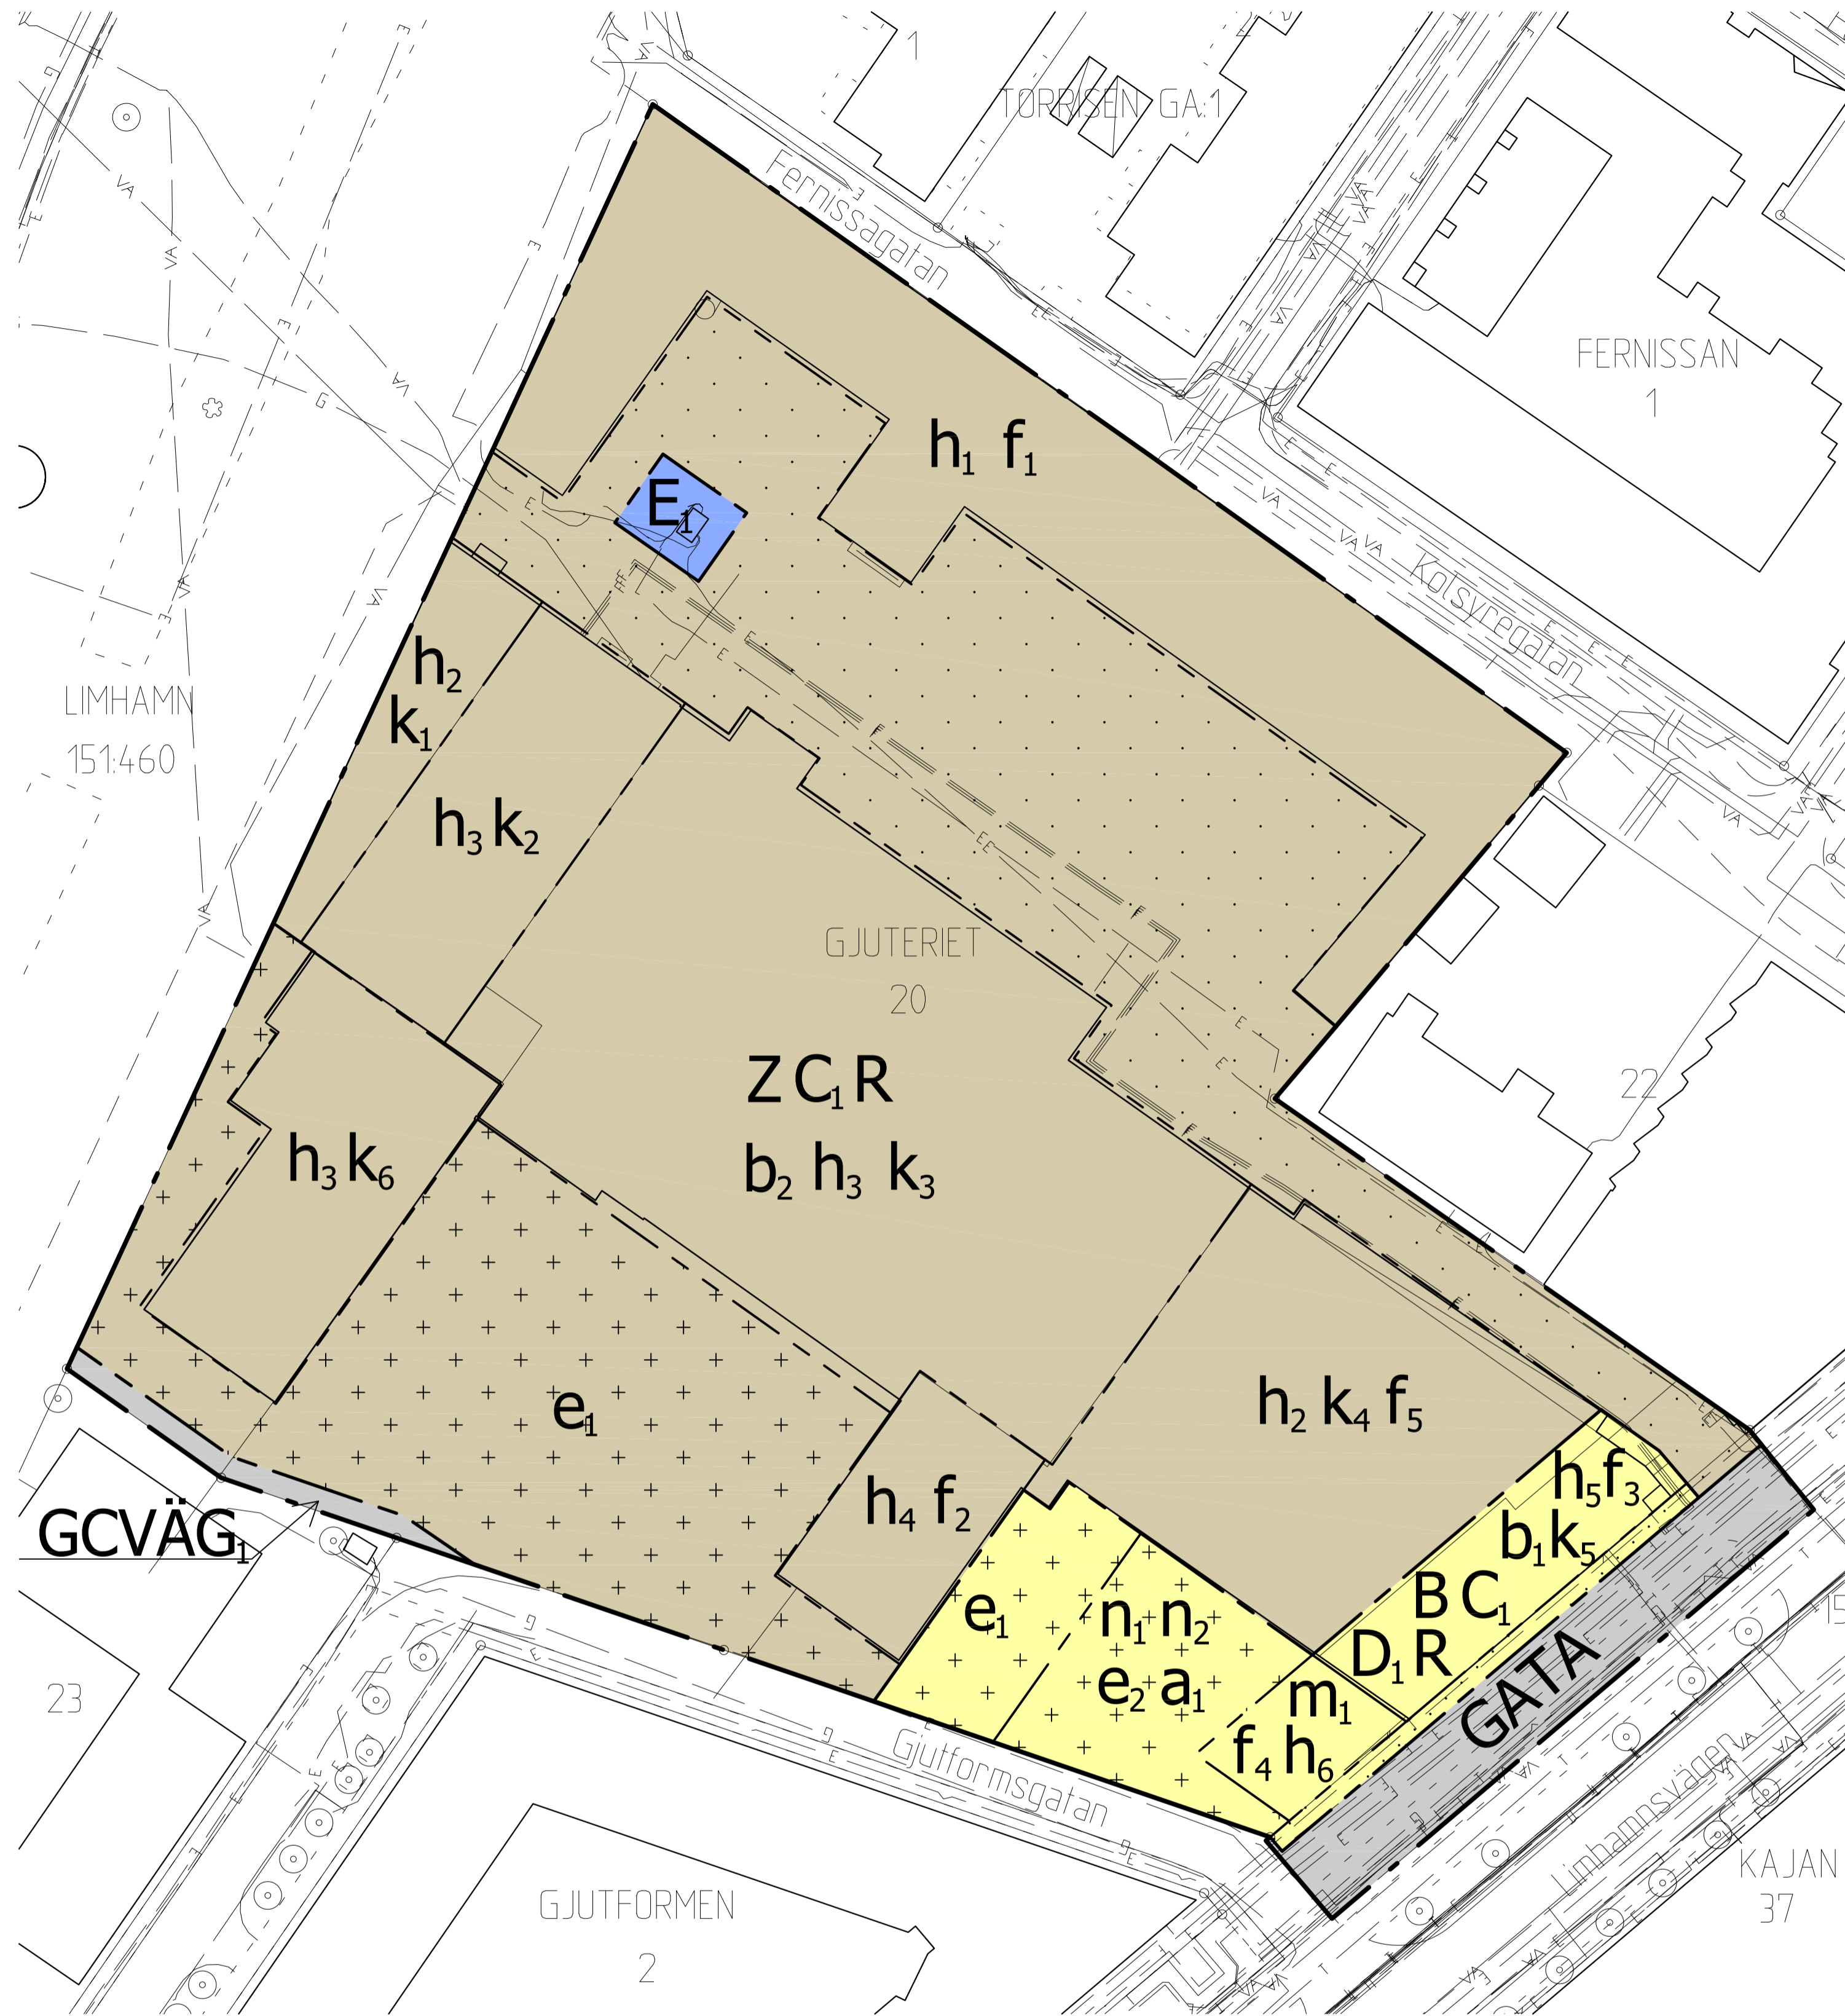 1
TORRISEN GA:1
Fernissagatan
FERNISSAN
1
h₁ f₁
E₁
Kolsyregatan
h₂
k₁
LIMHAMN
151:460
h₃ k₂
GJUTERIET
20
Z C₁ R
b₂ h₃ k₃
22
h₃ k₆
e₁
h₂ k₄ f₅
h₄ f₂
h₅ f₃
b₁ k₅
B C₁
D₁ R
GCVÄG₁
e₁
n₁ n₂
e₂ a₁
m₁
f₄ h₆
GATA
23
Gjutformsgatan
Limhamnsvägen
GJUTFORMEN
2
KAJAN
37